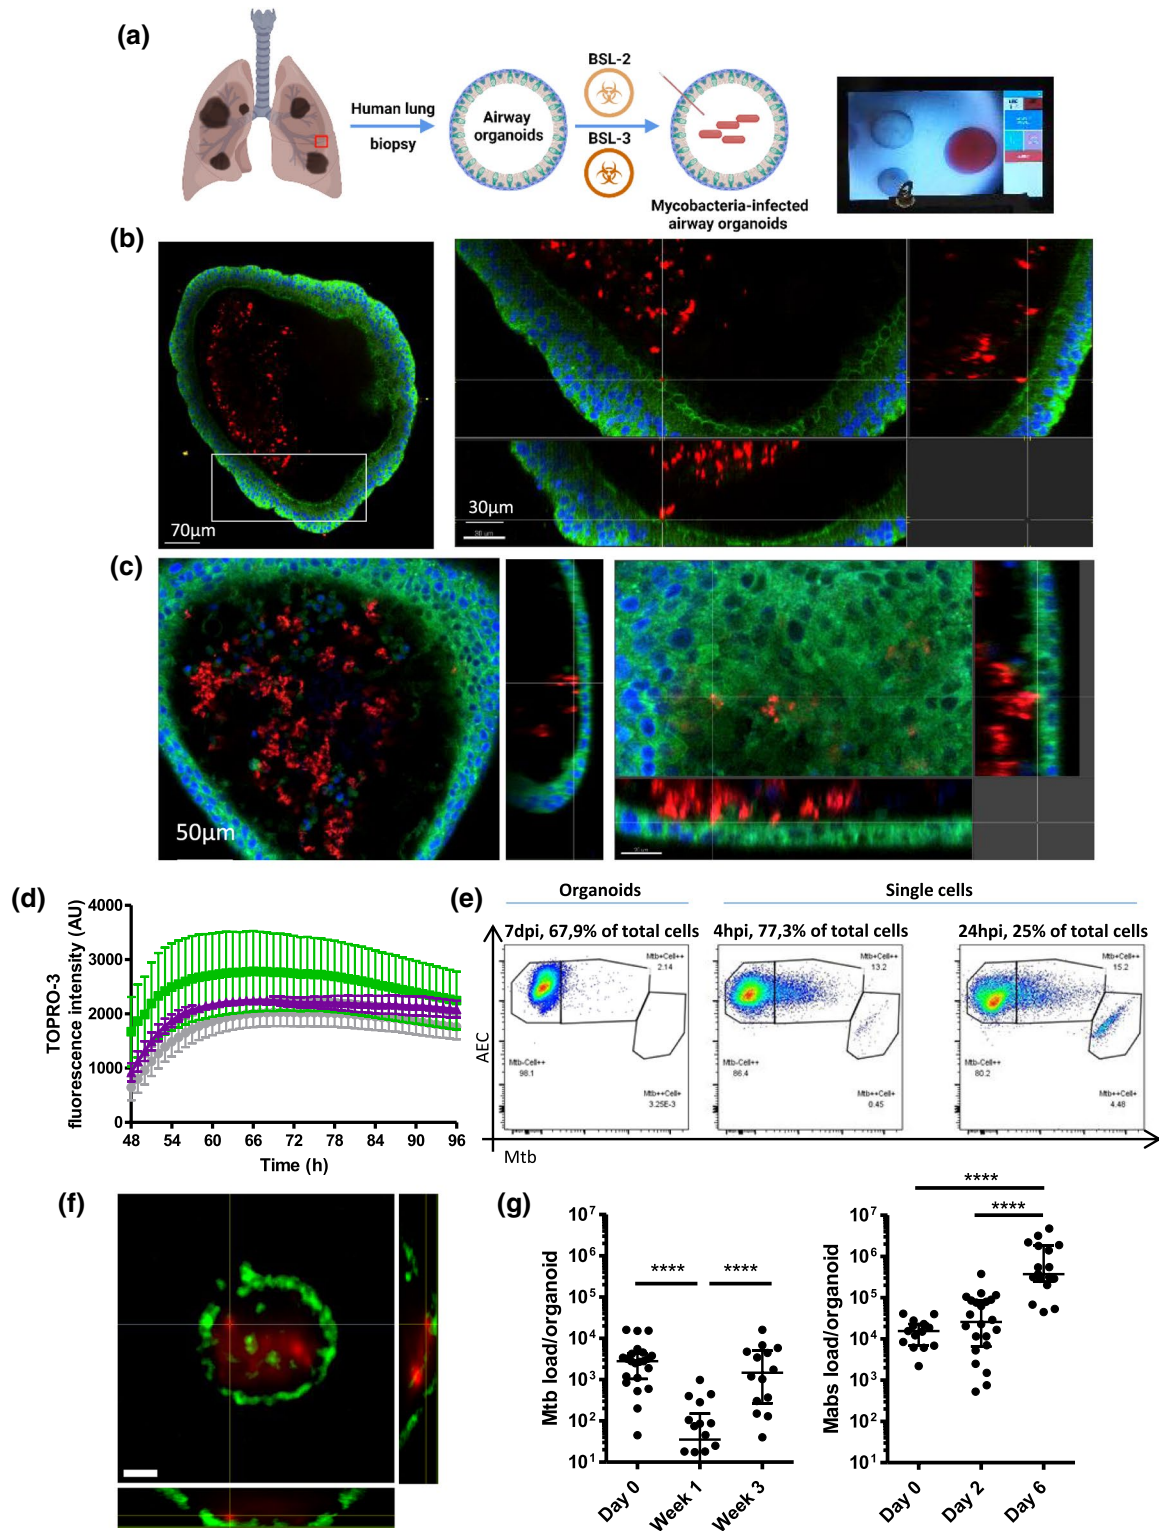 (a)
Human lung
biopsy
Airway
organoids
BSL-2
BSL-3
Mycobacteria-infected
airway organoids
(b)
70µm
30µm
(c)
50µm
(d)
TOPRO-3
fluorescence intensity (AU)
4000
3000
2000
1000
0
48 54 60 66 72 78 84 90 96
Time (h)
(e)
Organoids
Single cells
7dpi, 67,9% of total cells
4hpi, 77,3% of total cells
24hpi, 25% of total cells
AEC
Mtb+Cell++
2.14
Mtb-Cell++
98.1
Mtb++Cell+
3.25E-3
Mtb+Cell++
13.2
Mtb-Cell++
86.4
Mtb++Cell+
0.45
Mtb+Cell++
15.2
Mtb-Cell++
80.2
Mtb++Cell+
4.48
Mtb
(f)
(g)
Mtb load/organoid
10⁷
10⁶
10⁵
10⁴
10³
10²
10¹
**** ****
Day 0 Week 1 Week 3
Mabs load/organoid
10⁷
10⁶
10⁵
10⁴
10³
10²
10¹
****
****
Day 0 Day 2 Day 6